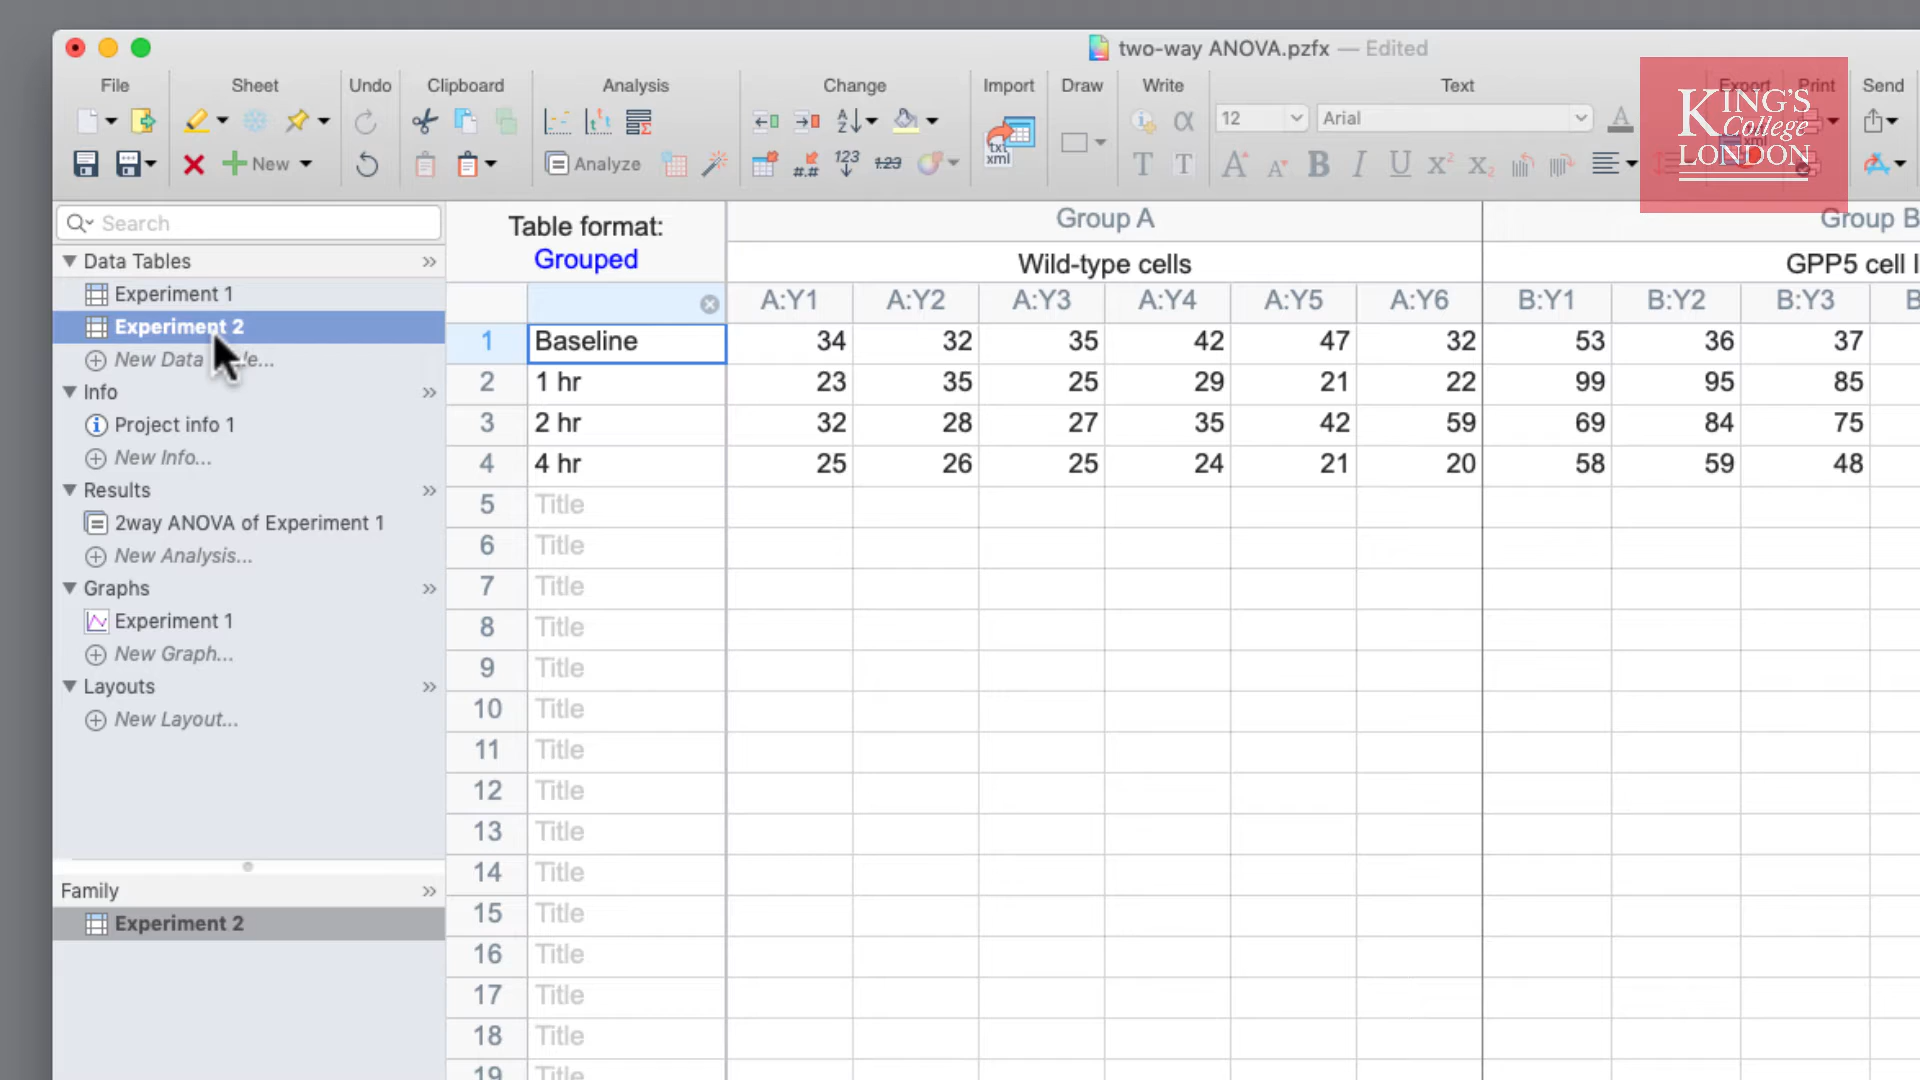 two-way ANOVA.pzfx — Edited
File Sheet Undo Clipboard Analysis Change Import Draw Write Text Export Print Send
12 Arial
New Analyze
txt
xml
KING'S
College
LONDON
Search
Data Tables
Experiment 1
Experiment 2
New Data
Info
Project info 1
New Info...
Results
2way ANOVA of Experiment 1
New Analysis...
Graphs
Experiment 1
New Graph...
Layouts
New Layout...
Family
Experiment 2
Table format:
Grouped
Group A Group B
Wild-type cells GPP5 cell
A:Y1 A:Y2 A:Y3 A:Y4 A:Y5 A:Y6 B:Y1 B:Y2 B:Y3
1 Baseline 34 32 35 42 47 32 53 36 37
2 1 hr 23 35 25 29 21 22 99 95 85
3 2 hr 32 28 27 35 42 59 69 84 75
4 4 hr 25 26 25 24 21 20 58 59 48
5 Title
6 Title
7 Title
8 Title
9 Title
10 Title
11 Title
12 Title
13 Title
14 Title
15 Title
16 Title
17 Title
18 Title
19 Title